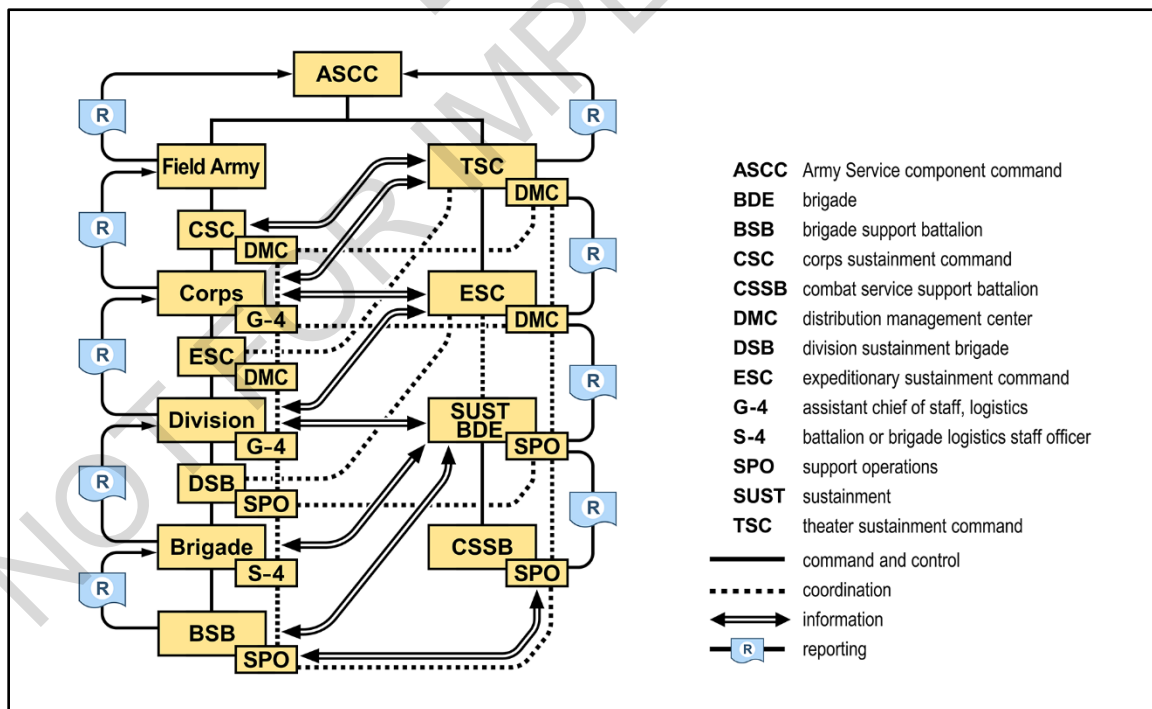 NOT FOR IMPL
ASCC
R
R
Field Army
TSC
DMC
CSC
DMC
R
R
Corps
G-4
ESC
DMC
ESC
DMC
R
R
Division
G-4
SUST
BDE
SPO
DSB
SPO
R
R
Brigade
S-4
CSSB
SPO
R
BSB
SPO
ASCC Army Service component command
BDE brigade
BSB brigade support battalion
CSC corps sustainment command
CSSB combat service support battalion
DMC distribution management center
DSB division sustainment brigade
ESC expeditionary sustainment command
G-4 assistant chief of staff, logistics
S-4 battalion or brigade logistics staff officer
SPO support operations
SUST sustainment
TSC theater sustainment command
command and control
coordination
information
R reporting